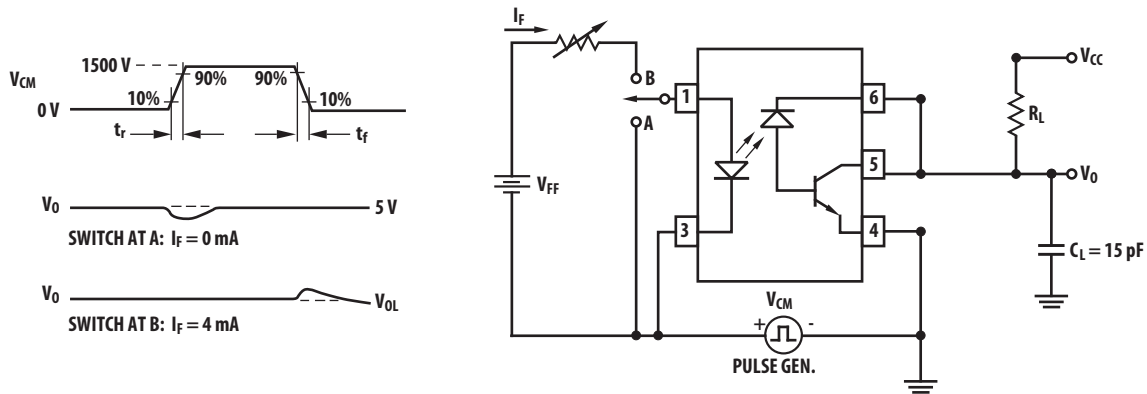 V_CM
1500 V
90%
90%
10%
10%
0 V
t_r
t_f
V_O
5 V
SWITCH AT A: I_F = 0 mA
V_O
V_OL
SWITCH AT B: I_F = 4 mA
I_F
B
A
V_FF
1
3
6
5
4
V_CC
R_L
V_O
C_L = 15 pF
V_CM
+
-
PULSE GEN.